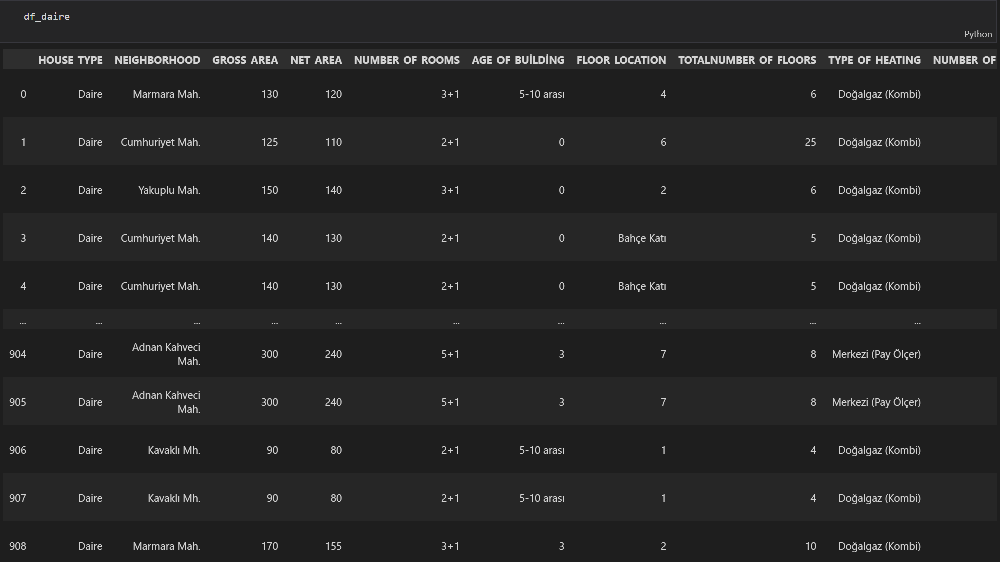 df_daire
Python
HOUSE_TYPE NEIGHBORHOOD GROSS_AREA NET_AREA NUMBER_OF_ROOMS AGE_OF_BUİLDİNG FLOOR_LOCATION TOTALNUMBER_OF_FLOORS TYPE_OF_HEATING NUMBER_OF_
0 Daire Marmara Mah. 130 120 3+1 5-10 arası 4 6 Doğalgaz (Kombi)
1 Daire Cumhuriyet Mah. 125 110 2+1 0 6 25 Doğalgaz (Kombi)
2 Daire Yakuplu Mah. 150 140 3+1 0 2 6 Doğalgaz (Kombi)
3 Daire Cumhuriyet Mah. 140 130 2+1 0 Bahçe Katı 5 Doğalgaz (Kombi)
4 Daire Cumhuriyet Mah. 140 130 2+1 0 Bahçe Katı 5 Doğalgaz (Kombi)
... ... ... ... ... ... ... ... ... ...
904 Daire Adnan Kahveci Mah. 300 240 5+1 3 7 8 Merkezi (Pay Ölçer)
905 Daire Adnan Kahveci Mah. 300 240 5+1 3 7 8 Merkezi (Pay Ölçer)
906 Daire Kavaklı Mh. 90 80 2+1 5-10 arası 1 4 Doğalgaz (Kombi)
907 Daire Kavaklı Mh. 90 80 2+1 5-10 arası 1 4 Doğalgaz (Kombi)
908 Daire Marmara Mah. 170 155 3+1 3 2 10 Doğalgaz (Kombi)